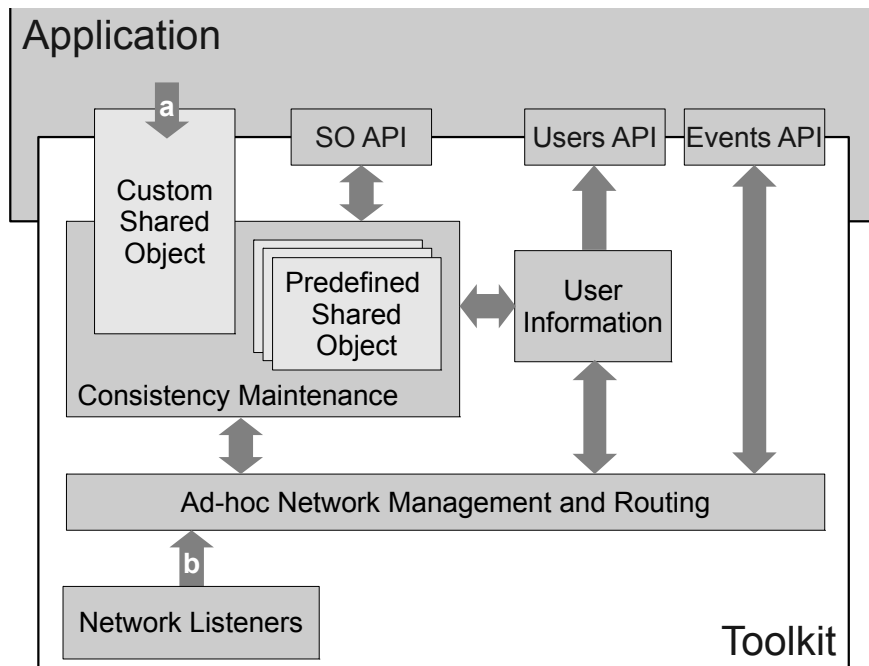 Application
a
SO API
Users API
Events API
Custom
Shared
Object
Predefined
Shared
Object
User
Information
Consistency Maintenance
Ad-hoc Network Management and Routing
b
Network Listeners
Toolkit